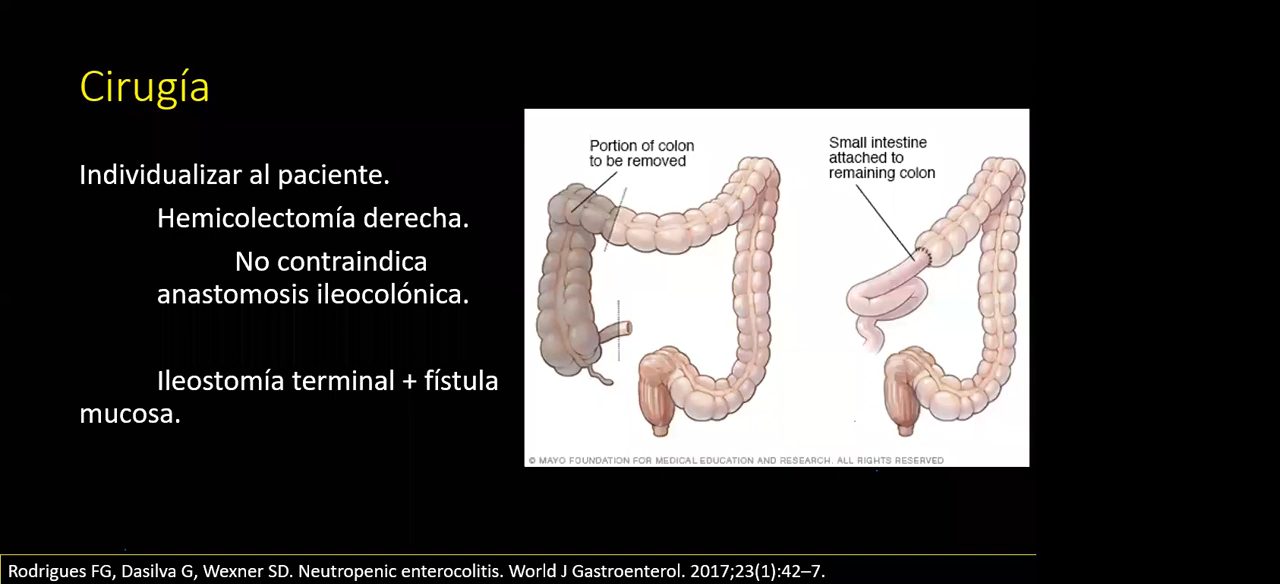 Cirugía
Individualizar al paciente.
Hemicolectomía derecha.
No contraindica
anastomosis ileocolónica.
Ileostomía terminal + fístula
mucosa.
Portion of colon
to be removed
Small intestine
attached to
remaining colon
© MAYO FOUNDATION FOR MEDICAL EDUCATION AND RESEARCH. ALL RIGHTS RESERVED
Rodrigues FG, Dasilva G, Wexner SD. Neutropenic enterocolitis. World J Gastroenterol. 2017;23(1):42–7.